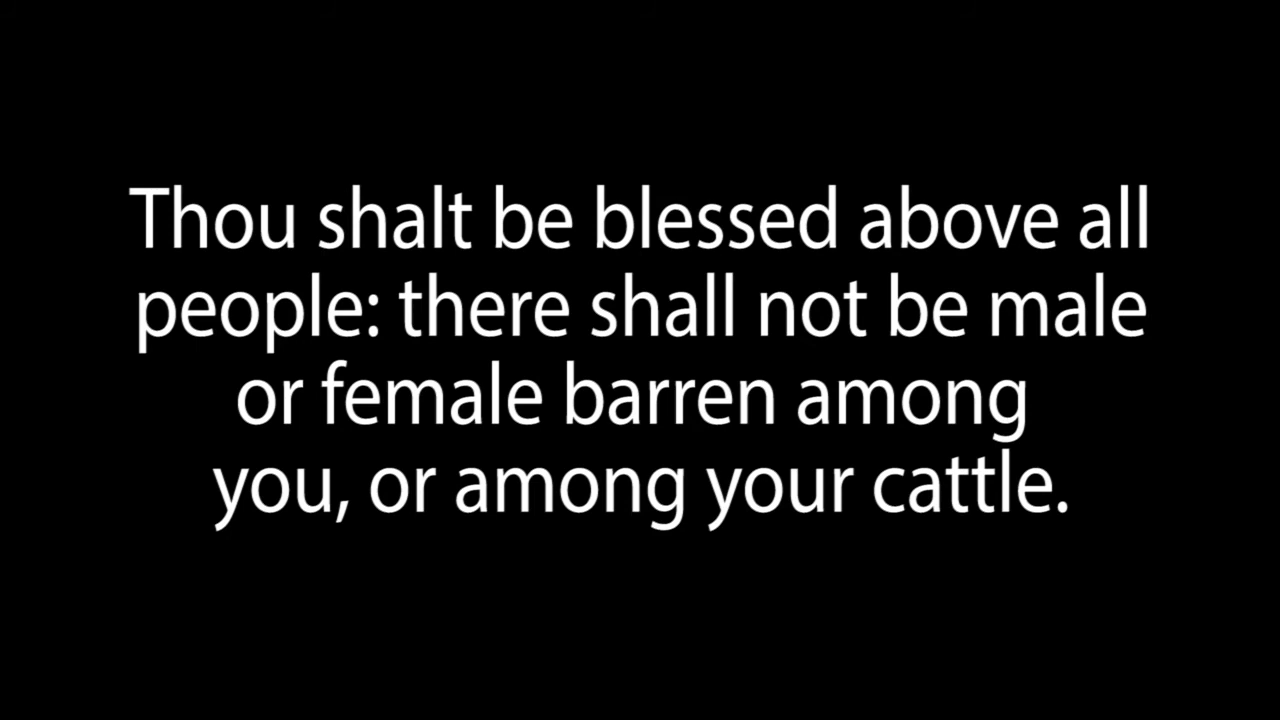 Thou shalt be blessed above all
people: there shall not be male
or female barren among
you, or among your cattle.